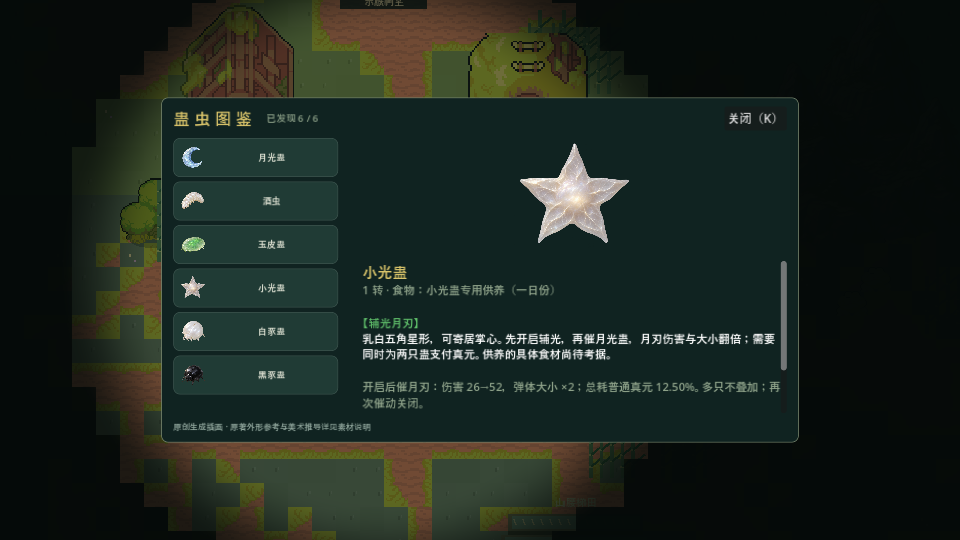 蛊虫图鉴
已发现 6 / 6
关闭（K）
月光蛊
酒虫
玉皮蛊
小光蛊
白豕蛊
黑豕蛊
小光蛊
1 转 · 食物：小光蛊专用供养（一日份）
【辅光月刃】
乳白五角星形，可寄居掌心。先开启辅光，再催月光蛊，月刃伤害与大小翻倍；需要
同时为两只蛊支付真元。供养的具体食材尚待考据。
开启后催月刃：伤害 26→52，弹体大小 ×2；总耗普通真元 12.50%。多只不叠加；再
次催动关闭。
原创生成插画 · 原著外形参考与美术推导详见素材说明